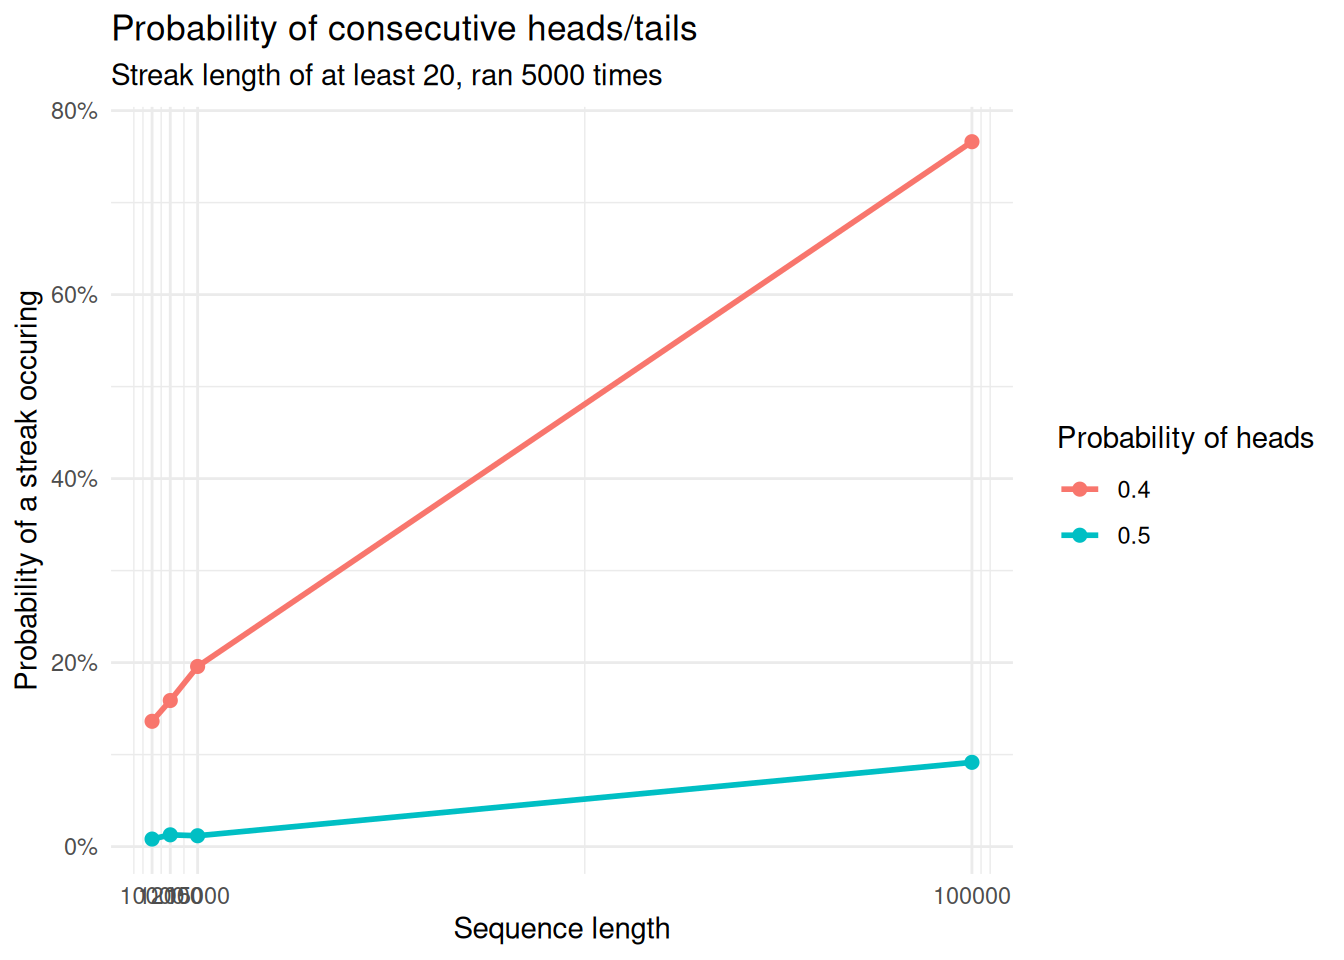 Probability of consecutive heads/tails
Streak length of at least 20, ran 5000 times
80%
60%
40%
20%
0%
Probability of a streak occuring
100000
Sequence length
Probability of heads
0.4
0.5